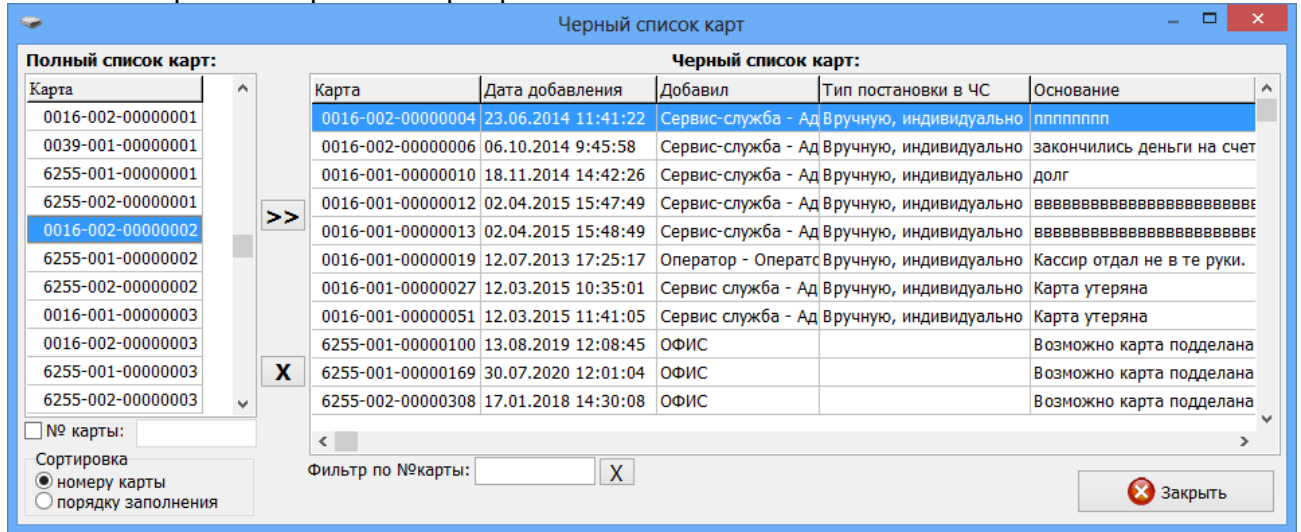 Черный список карт
Полный список карт:
Черный список карт:
Карта
0016-002-00000001
0039-001-00000001
6255-001-00000001
6255-002-00000001
0016-002-00000002
6255-001-00000002
6255-002-00000002
0016-001-00000003
0016-002-00000003
6255-001-00000003
6255-002-00000003
№ карты:
Сортировка
номеру карты
порядку заполнения
>>
X
Карта Дата добавления Добавил Тип постановки в ЧС Основание
0016-002-00000004 23.06.2014 11:41:22 Сервис-служба - Ад Вручную, индивидуально пппппппп
0016-002-00000006 06.10.2014 9:45:58 Сервис-служба - Ад Вручную, индивидуально закончились деньги на счет
0016-001-00000010 18.11.2014 14:42:26 Сервис-служба - Ад Вручную, индивидуально долг
0016-001-00000012 02.04.2015 15:47:49 Сервис-служба - Ад Вручную, индивидуально
0016-001-00000013 02.04.2015 15:48:49 Сервис-служба - Ад Вручную, индивидуально
0016-001-00000019 12.07.2013 17:25:17 Оператор - Операто Вручную, индивидуально Кассир отдал не в те руки.
0016-001-00000027 12.03.2015 10:35:01 Сервис служба - Ад Вручную, индивидуально Карта утеряна
0016-001-00000051 12.03.2015 11:41:05 Сервис служба - Ад Вручную, индивидуально Карта утеряна
6255-001-00000100 13.08.2019 12:08:45 ОФИС Возможно карта подделана
6255-001-00000169 30.07.2020 12:01:04 ОФИС Возможно карта подделана
6255-002-00000308 17.01.2018 14:30:08 ОФИС Возможно карта подделана
Фильтр по №карты: X
Закрыть